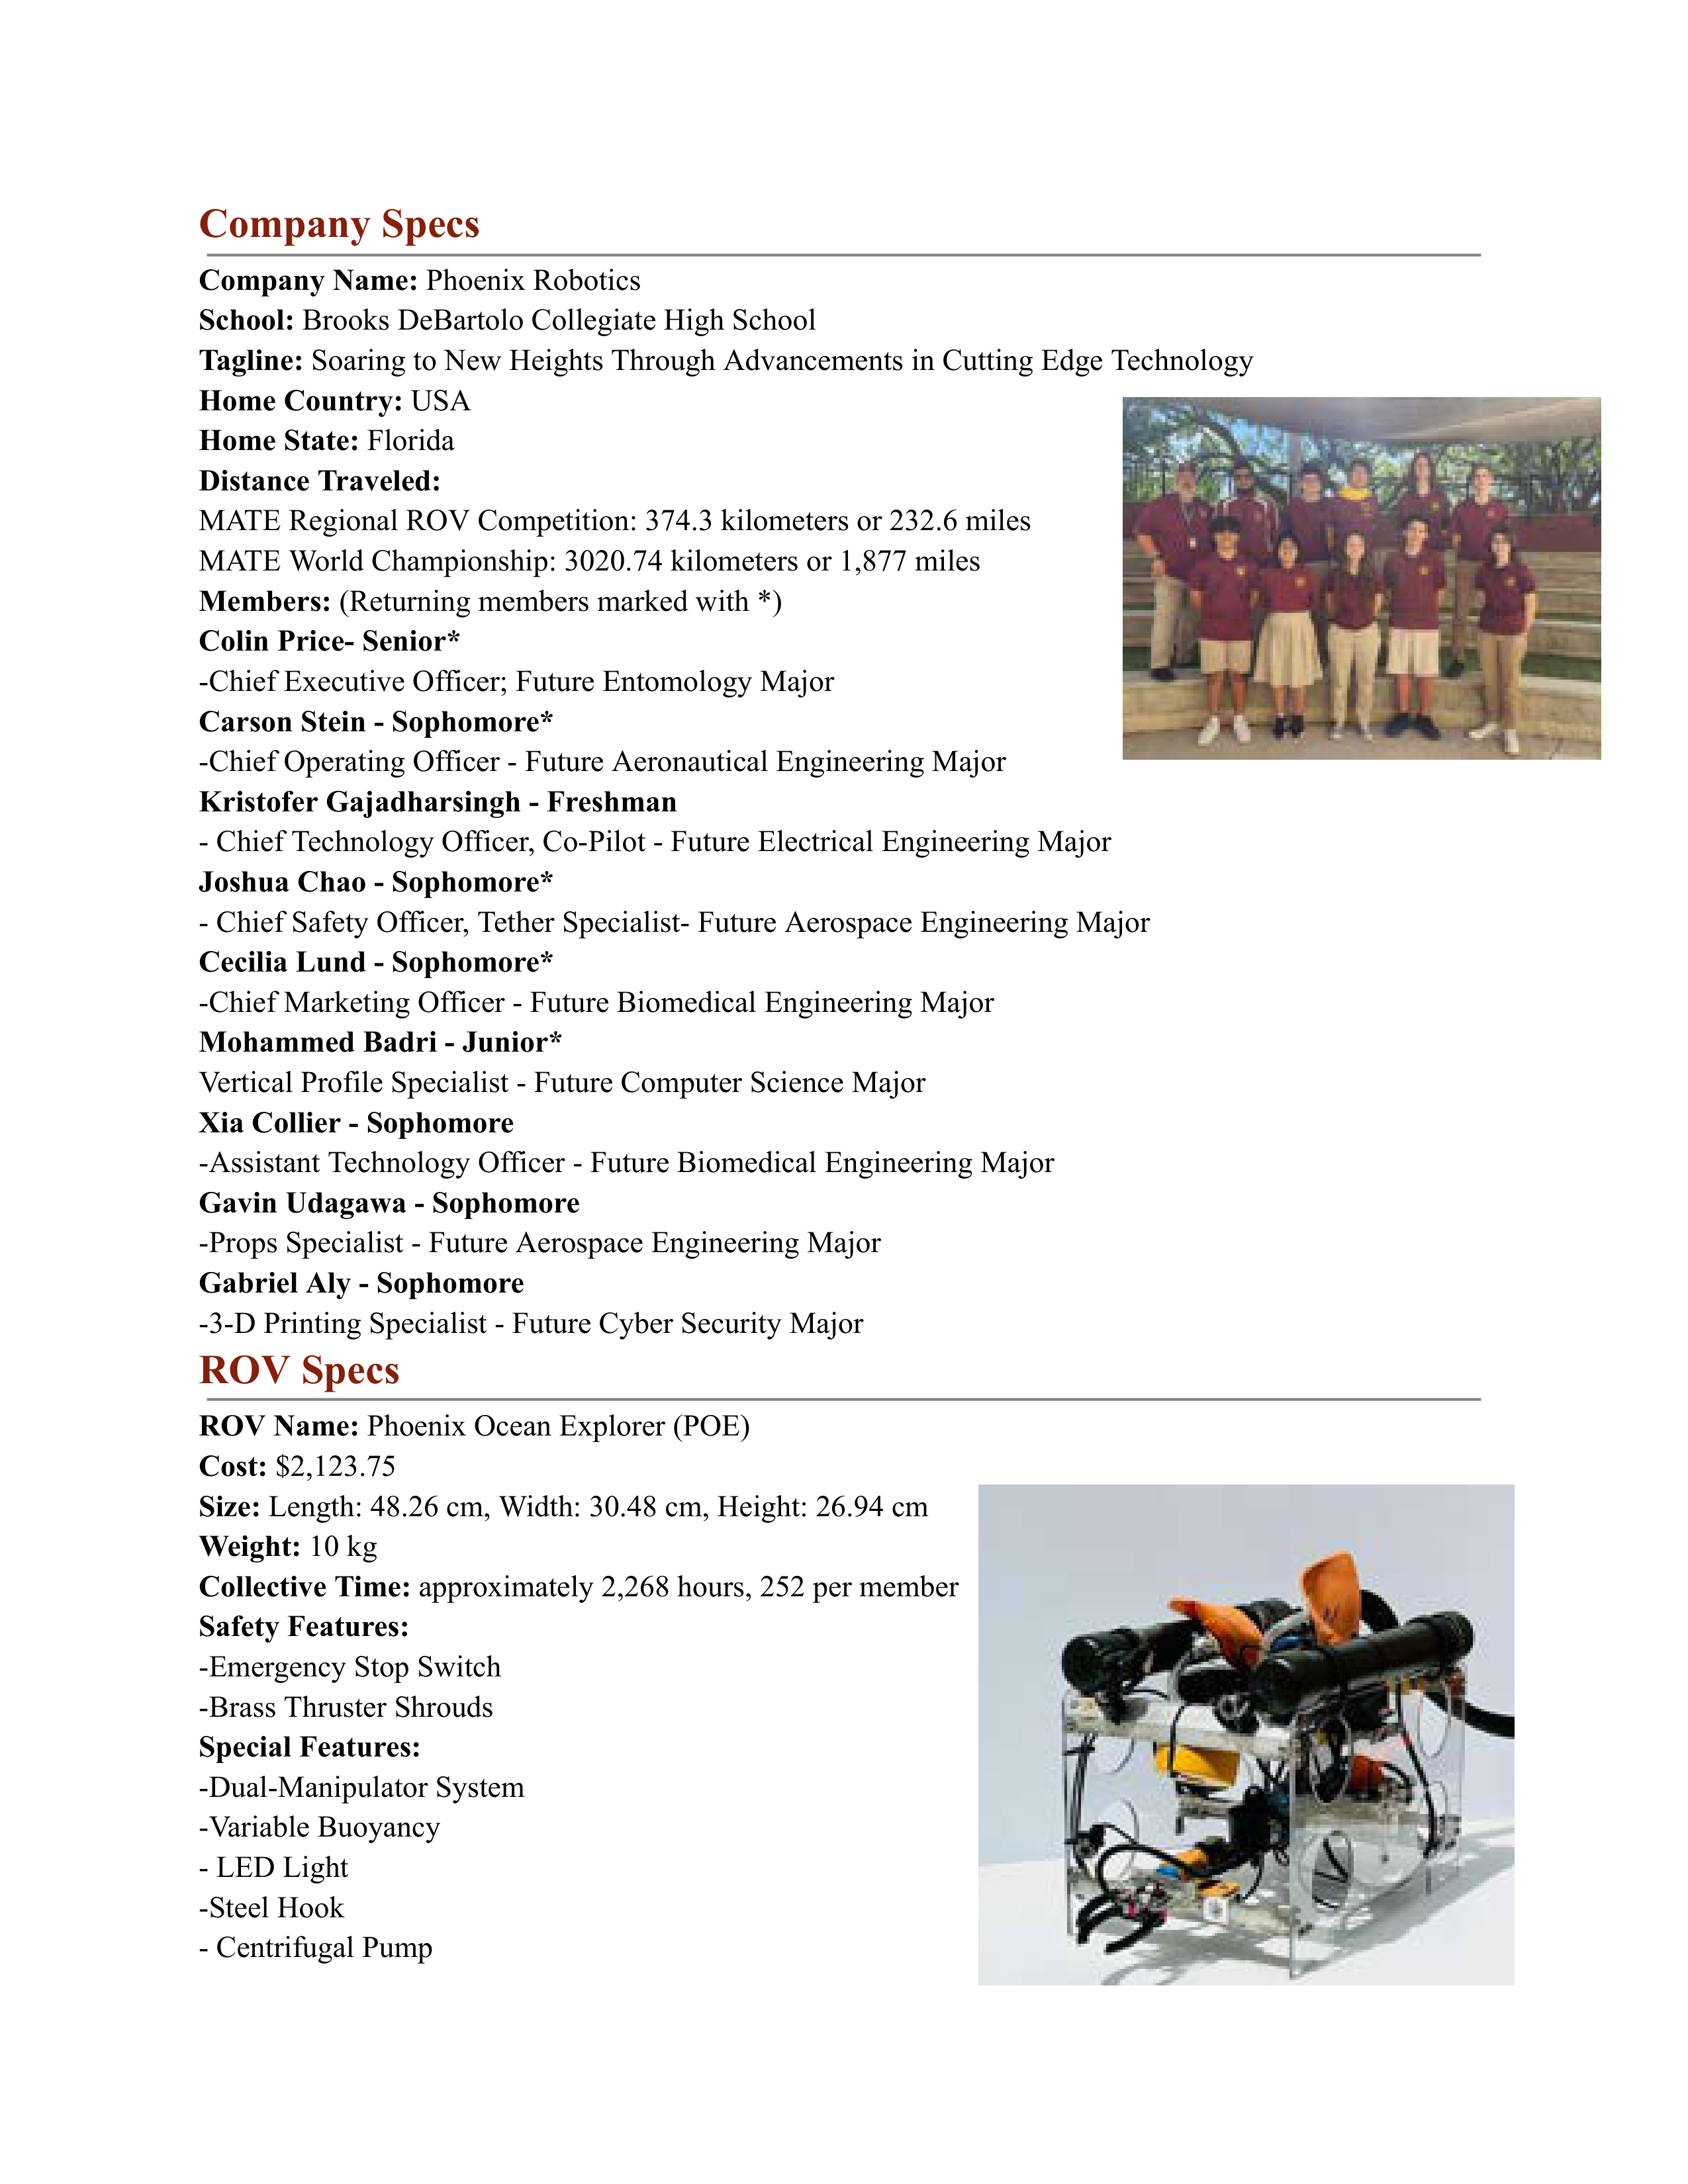 Company Specs
Company Name: Phoenix Robotics
School: Brooks DeBartolo Collegiate High School
Tagline: Soaring to New Heights Through Advancements in Cutting Edge Technology
Home Country: USA
Home State: Florida
Distance Traveled:
MATE Regional ROV Competition: 374.3 kilometers or 232.6 miles
MATE World Championship: 3020.74 kilometers or 1,877 miles
Members: (Returning members marked with *)
Colin Price- Senior*
-Chief Executive Officer; Future Entomology Major
Carson Stein - Sophomore*
-Chief Operating Officer - Future Aeronautical Engineering Major
Kristofer Gajadharsingh - Freshman
- Chief Technology Officer, Co-Pilot - Future Electrical Engineering Major
Joshua Chao - Sophomore*
- Chief Safety Officer, Tether Specialist- Future Aerospace Engineering Major
Cecilia Lund - Sophomore*
-Chief Marketing Officer - Future Biomedical Engineering Major
Mohammed Badri - Junior*
Vertical Profile Specialist - Future Computer Science Major
Xia Collier - Sophomore
-Assistant Technology Officer - Future Biomedical Engineering Major
Gavin Udagawa - Sophomore
-Props Specialist - Future Aerospace Engineering Major
Gabriel Aly - Sophomore
-3-D Printing Specialist - Future Cyber Security Major
ROV Specs
ROV Name: Phoenix Ocean Explorer (POE)
Cost: $2,123.75
Size: Length: 48.26 cm, Width: 30.48 cm, Height: 26.94 cm
Weight: 10 kg
Collective Time: approximately 2,268 hours, 252 per member
Safety Features:
-Emergency Stop Switch
-Brass Thruster Shrouds
Special Features:
-Dual-Manipulator System
-Variable Buoyancy
- LED Light
-Steel Hook
- Centrifugal Pump